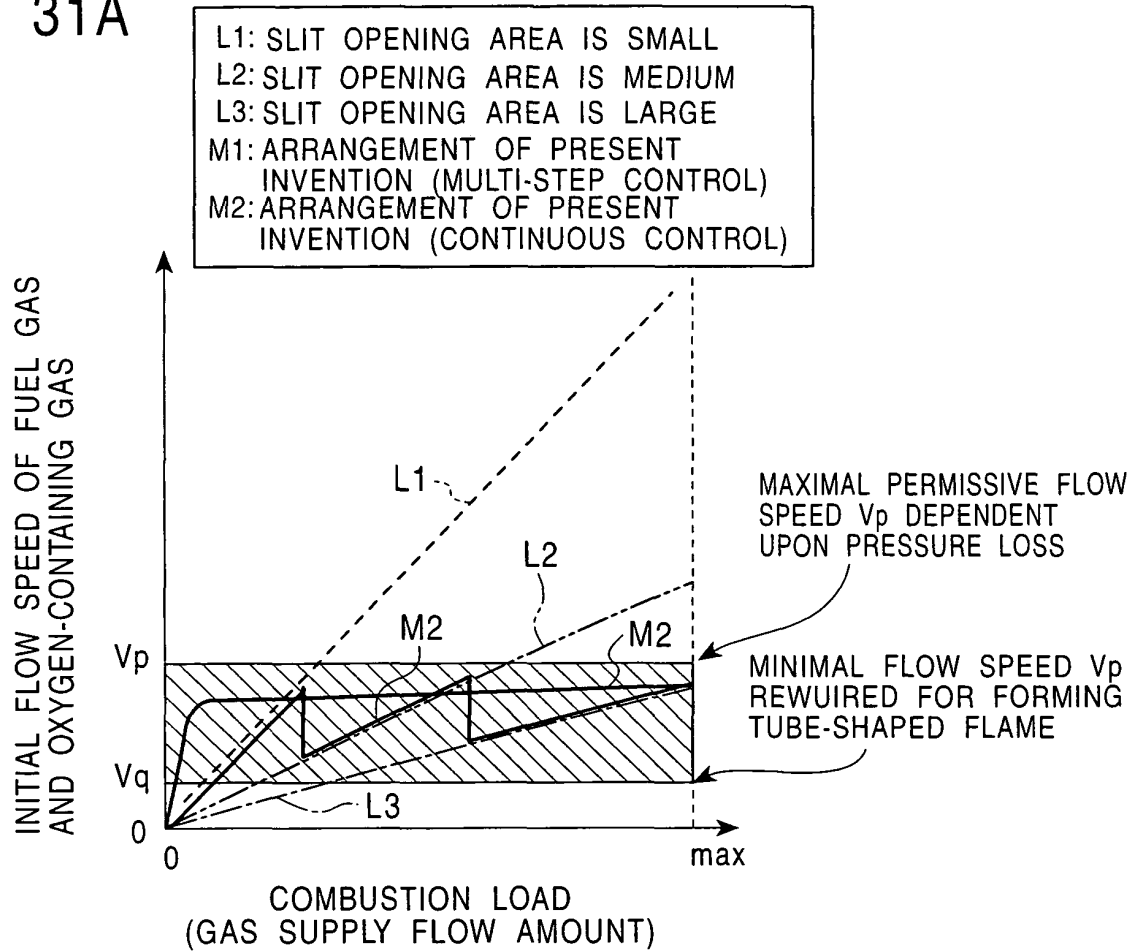 31A
L1: SLIT OPENING AREA IS SMALL
L2: SLIT OPENING AREA IS MEDIUM
L3: SLIT OPENING AREA IS LARGE
M1: ARRANGEMENT OF PRESENT
INVENTION (MULTI-STEP CONTROL)
M2: ARRANGEMENT OF PRESENT
INVENTION (CONTINUOUS CONTROL)
INITIAL FLOW SPEED OF FUEL GAS
AND OXYGEN-CONTAINING GAS
L1
L2
M2
M2
L3
Vp
Vq
0
0
max
MAXIMAL PERMISSIVE FLOW
SPEED Vp DEPENDENT
UPON PRESSURE LOSS
MINIMAL FLOW SPEED Vp
REWUIRED FOR FORMING
TUBE-SHAPED FLAME
COMBUSTION LOAD
(GAS SUPPLY FLOW AMOUNT)